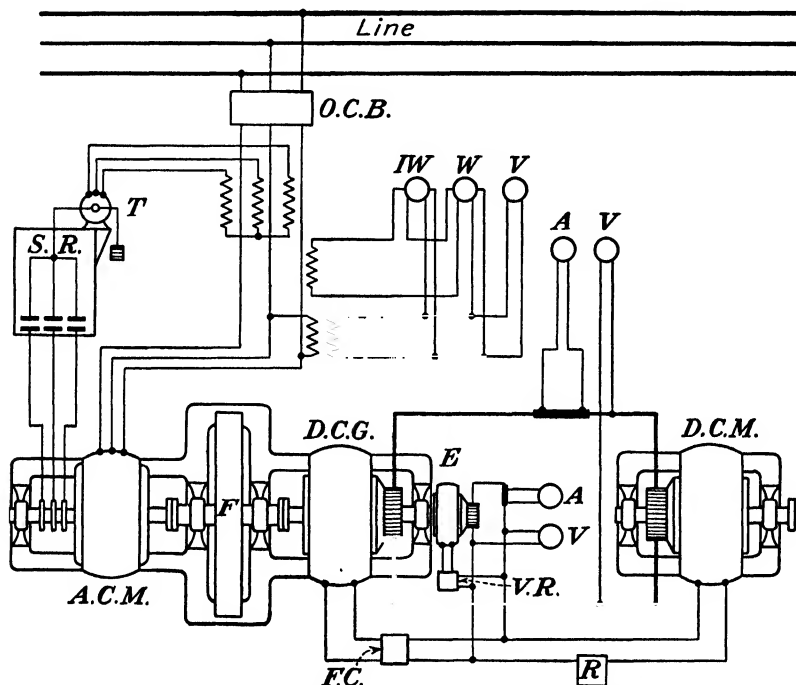 Line
O.C.B.
IW W V
T
A V
S. R.
D.C.G.
D.C.M.
E
F
A
V
A.C.M.
V.R.
F.C.
R